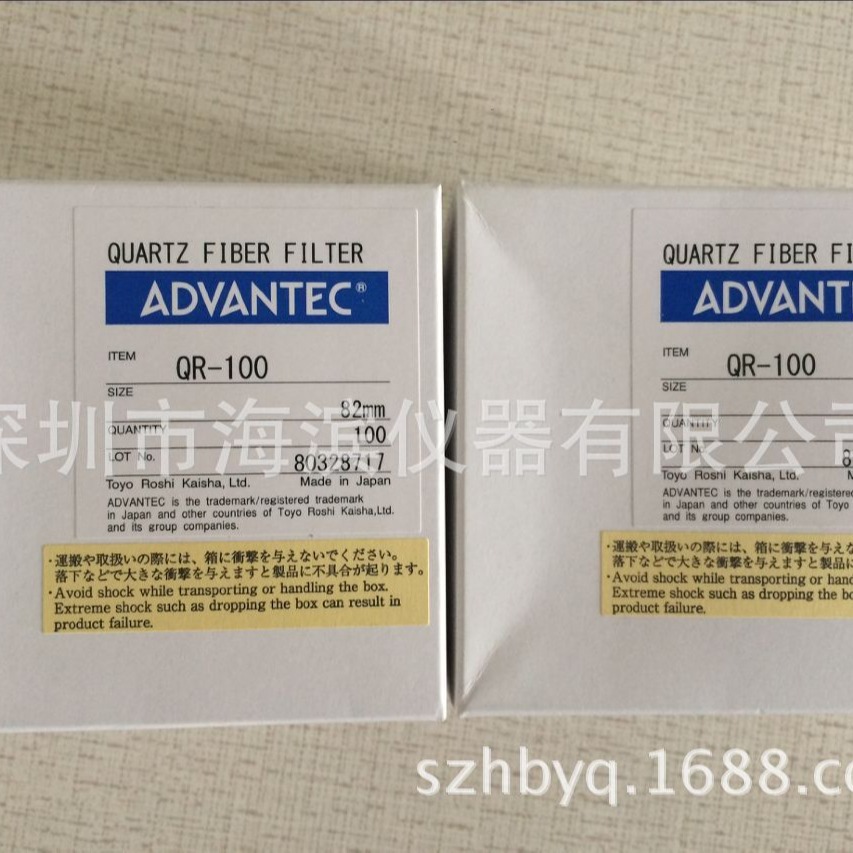 QUARTZ FIBER FILTER
ADVANTEC®
ITEM QR-100
SIZE 82mm
QUANTITY 100
LOT No. 80328717
Toyo Roshi Kaisha, Ltd. Made in Japan
ADVANTEC is the trademark/registered trademark
in Japan and other countries of Toyo Roshi Kaisha,Ltd.
and its group companies.
・運搬や取扱いの際には、箱に衝撃を与えないでください。
落下などで大きな衝撃を与えますと製品に不具合が起ります。
・Avoid shock while transporting or handling the box.
Extreme shock such as dropping the box can result in
product failure.
QUARTZ FIBER FI
ADVANT
ITEM QR-100
SIZE
QUANTITY
LOT No. 8
Toyo Roshi Kaisha, Ltd. M
ADVANTEC is the trademark/registered
in Japan and other countries of Toyo
and its group companies.
・運搬や取扱いの際には、箱に衝撃を与えな
落下などで大きな衝撃を与えますと製品に
・Avoid shock while transporting or hand
Extreme shock such as dropping the bo
product failure.
深圳市海滨仪器有限公司
szhbyq.1688.co